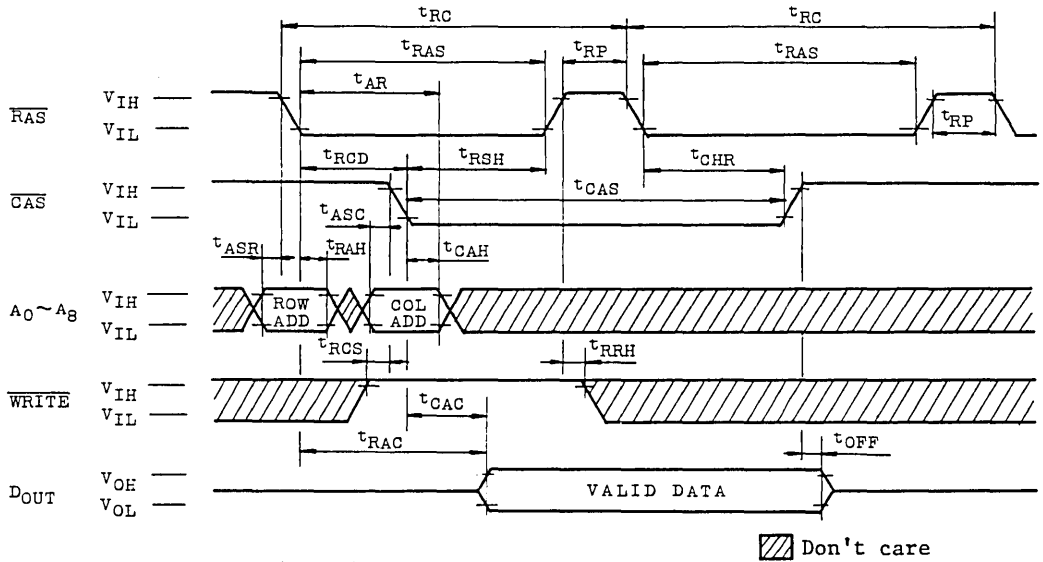 tRC tRC
tRAS tRP tRAS
tAR
RAS VIH
VIL
tRP
tRCD tRSH tCHR
CAS VIH
VIL
tCAS
tASC
tASR tRAH tCAH
A0~A8 VIH
VIL
ROW ADD
COL ADD
tRCS tRRH
WRITE VIH
VIL
tCAC
tRAC tOFF
DOUT VOH
VOL
VALID DATA
Don't care